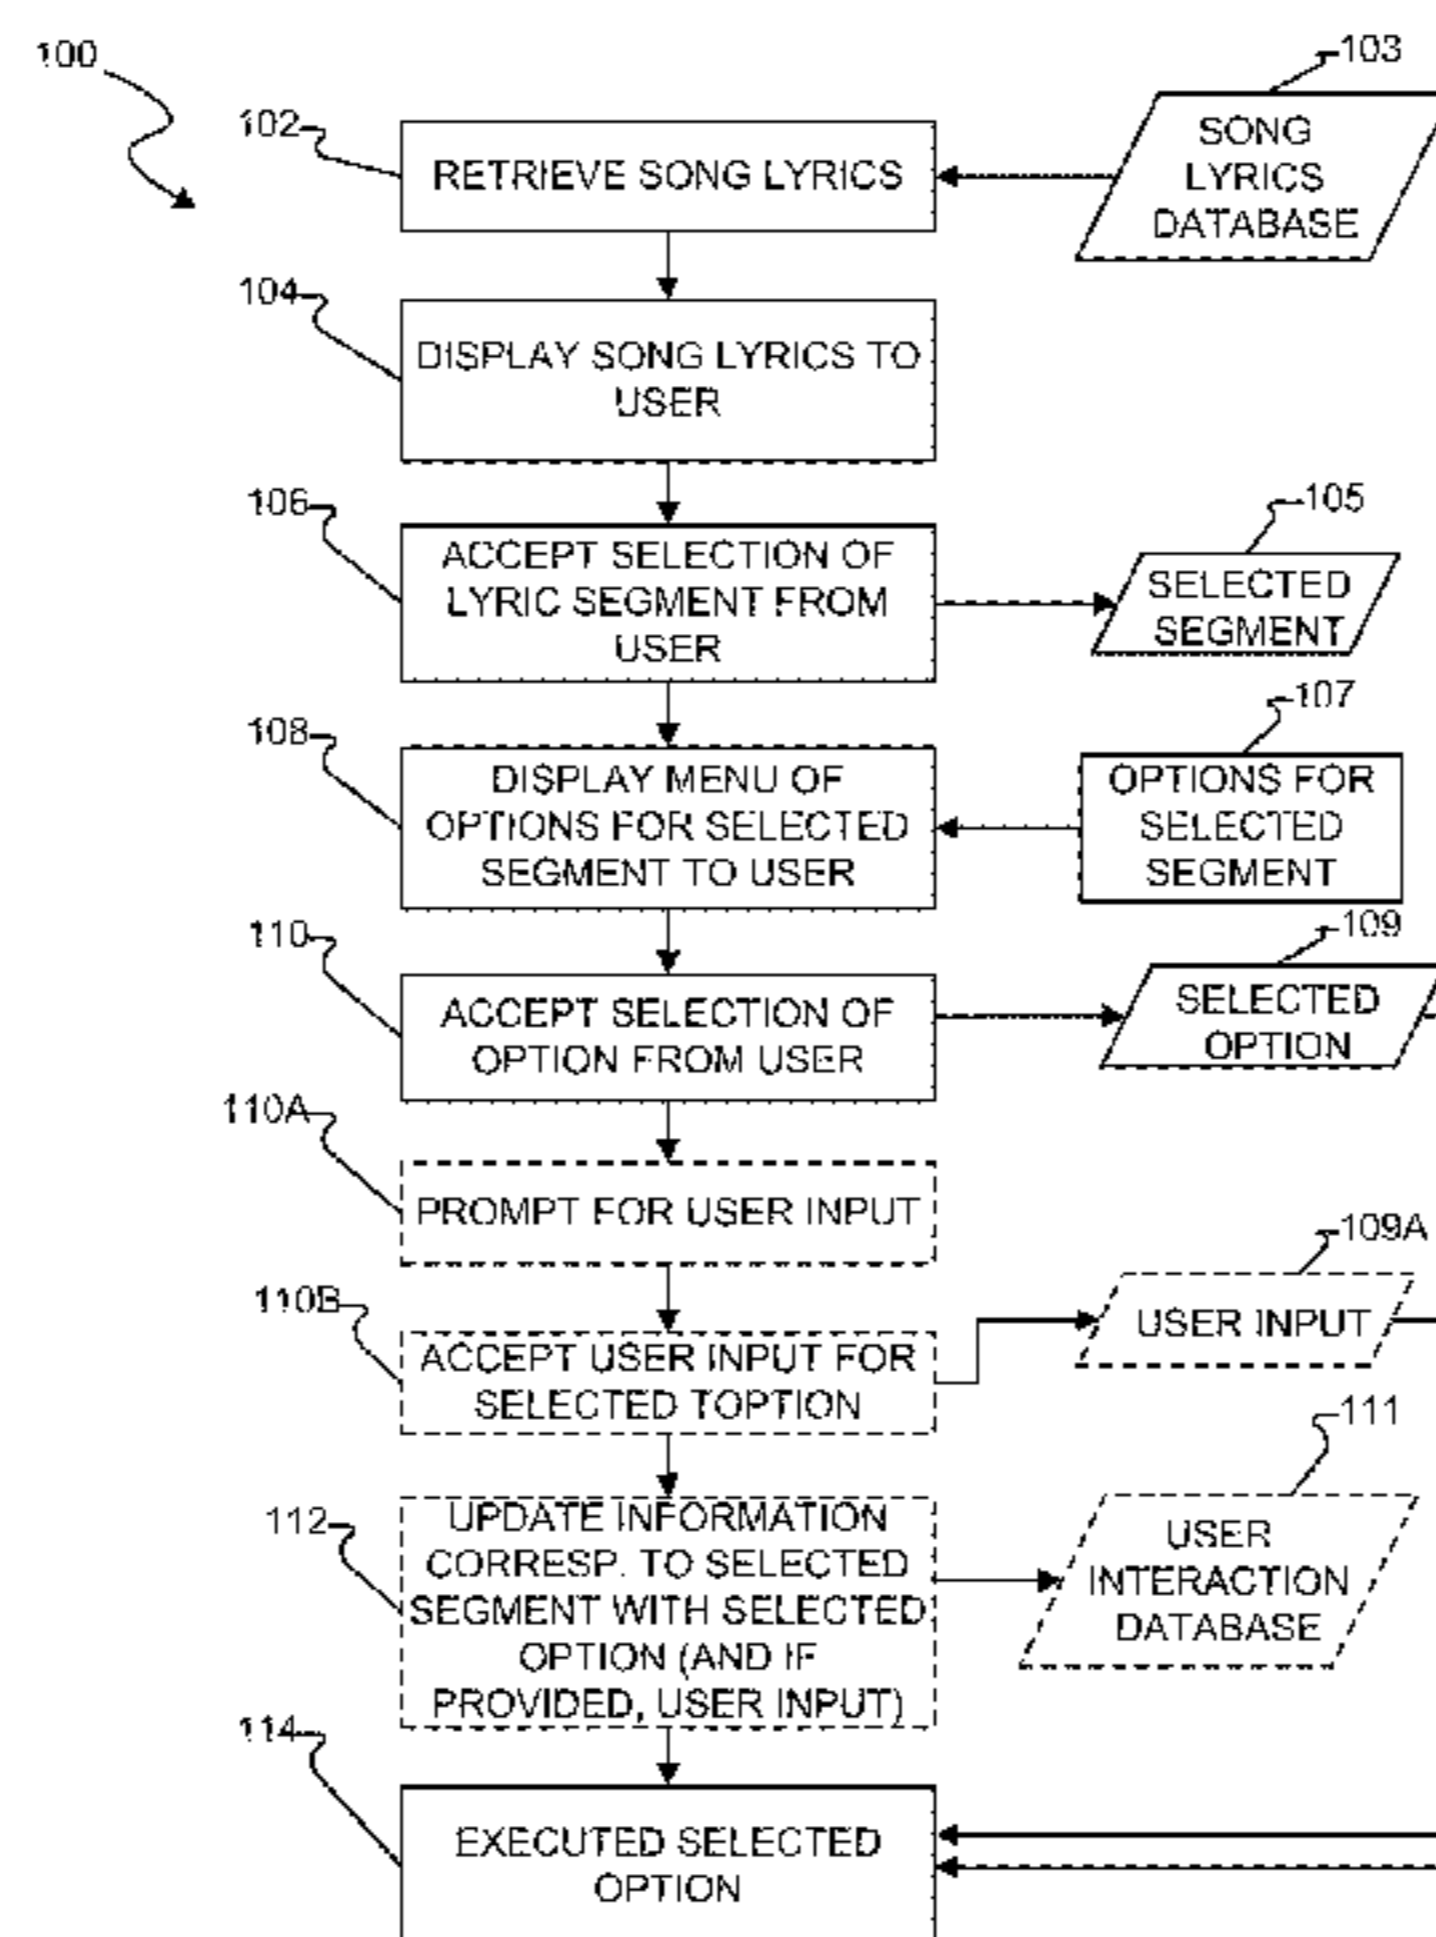 100
103
102
RETRIEVE SONG LYRICS
SONG
LYRICS
DATABASE
104
DISPLAY SONG LYRICS TO
USER
106
ACCEPT SELECTION OF
LYRIC SEGMENT FROM
USER
105
SELECTED
SEGMENT
108
DISPLAY MENU OF
OPTIONS FOR SELECTED
SEGMENT TO USER
107
OPTIONS FOR
SELECTED
SEGMENT
110
ACCEPT SELECTION OF
OPTION FROM USER
109
SELECTED
OPTION
110A
PROMPT FOR USER INPUT
110B
ACCEPT USER INPUT FOR
SELECTED TOPTION
109A
USER INPUT
112
UPDATE INFORMATION
CORRESP. TO SELECTED
SEGMENT WITH SELECTED
OPTION (AND IF
PROVIDED, USER INPUT)
111
USER
INTERACTION
DATABASE
114
EXECUTED SELECTED
OPTION